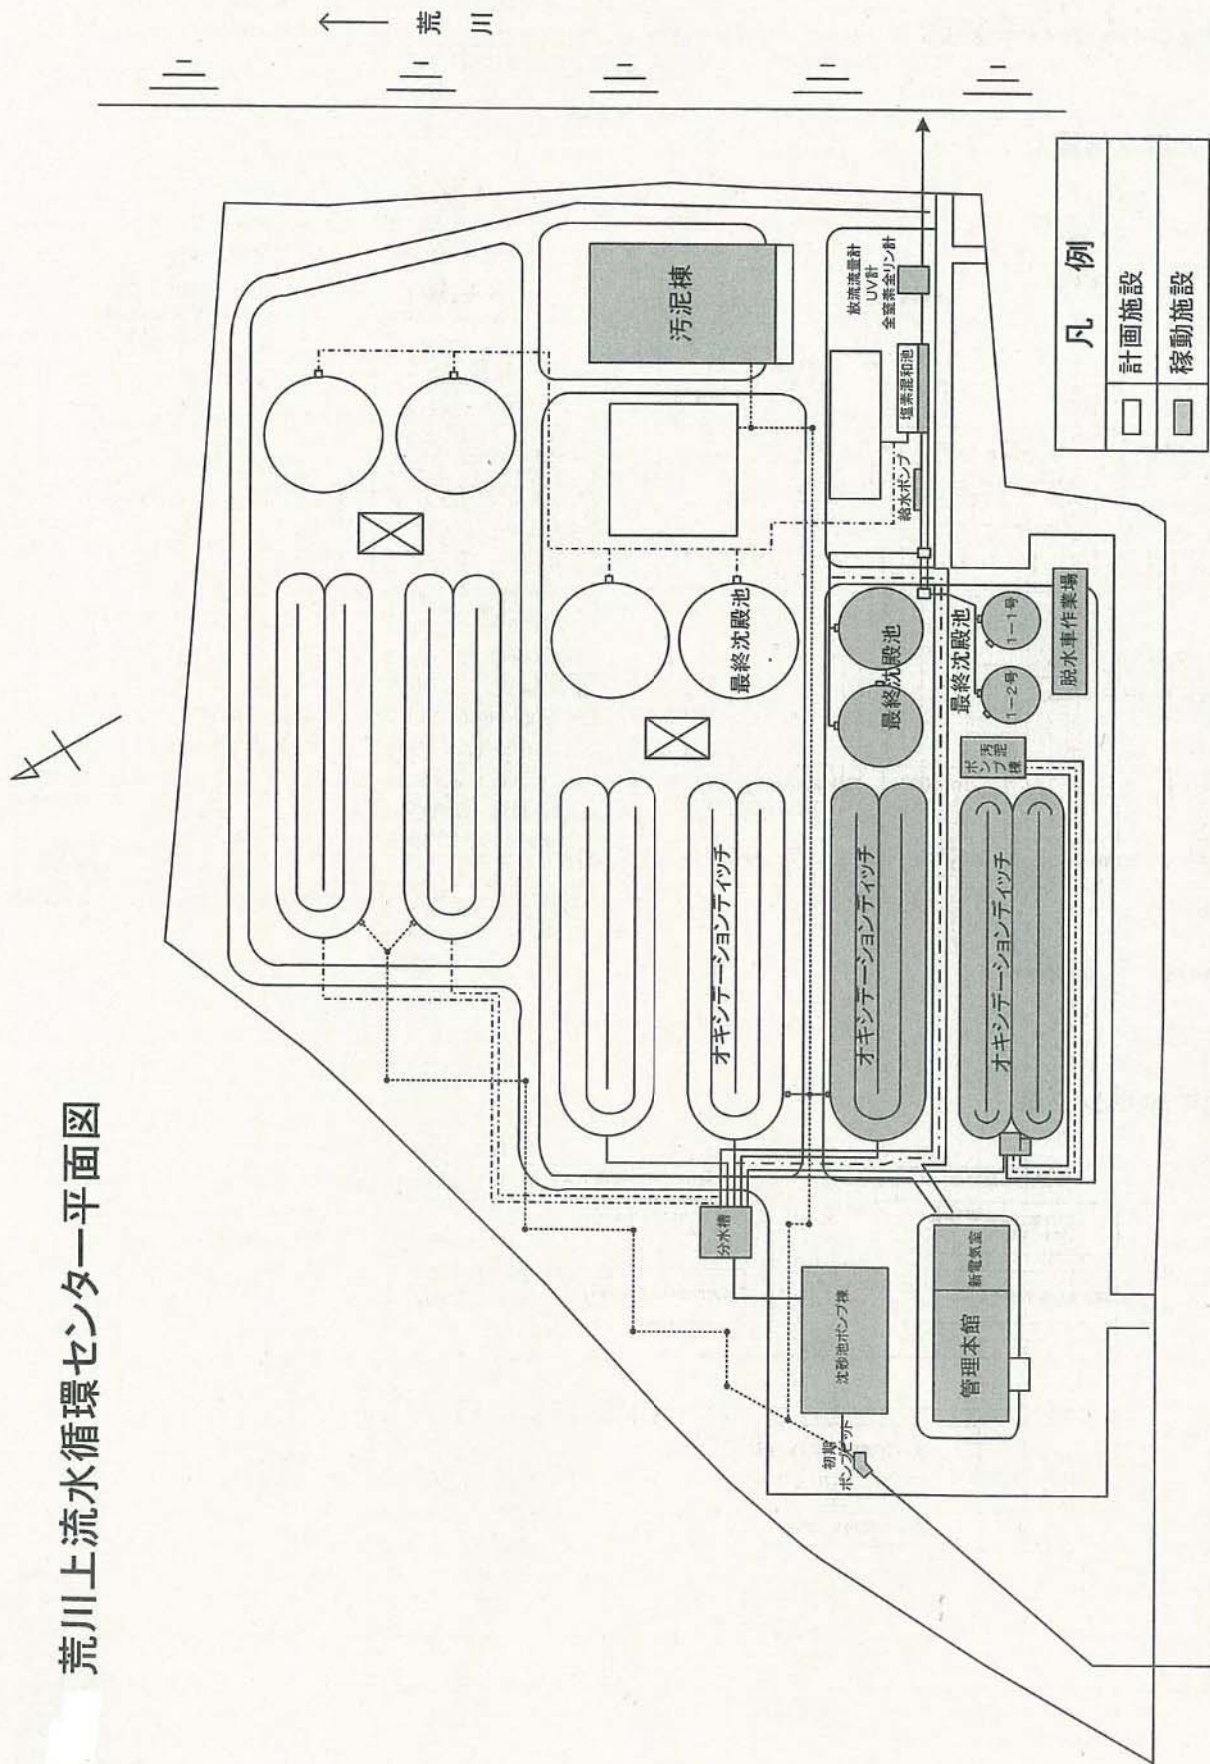 荒川上流水循環センター平面図
荒川
汚泥棟
放流流量計
UV計
全窒素全リン計
塩素混和池
給水ポンプ
最終沈殿池
最終沈殿池
最終沈殿池
1－1号
1－2号
脱水車作業場
汚泥
ポンプ
棟
オキシデーションディッチ
オキシデーションディッチ
オキシデーションディッチ
分水槽
沈砂池ポンプ棟
初期
ポンプピット
新電気室
管理本館
凡例
計画施設
稼動施設